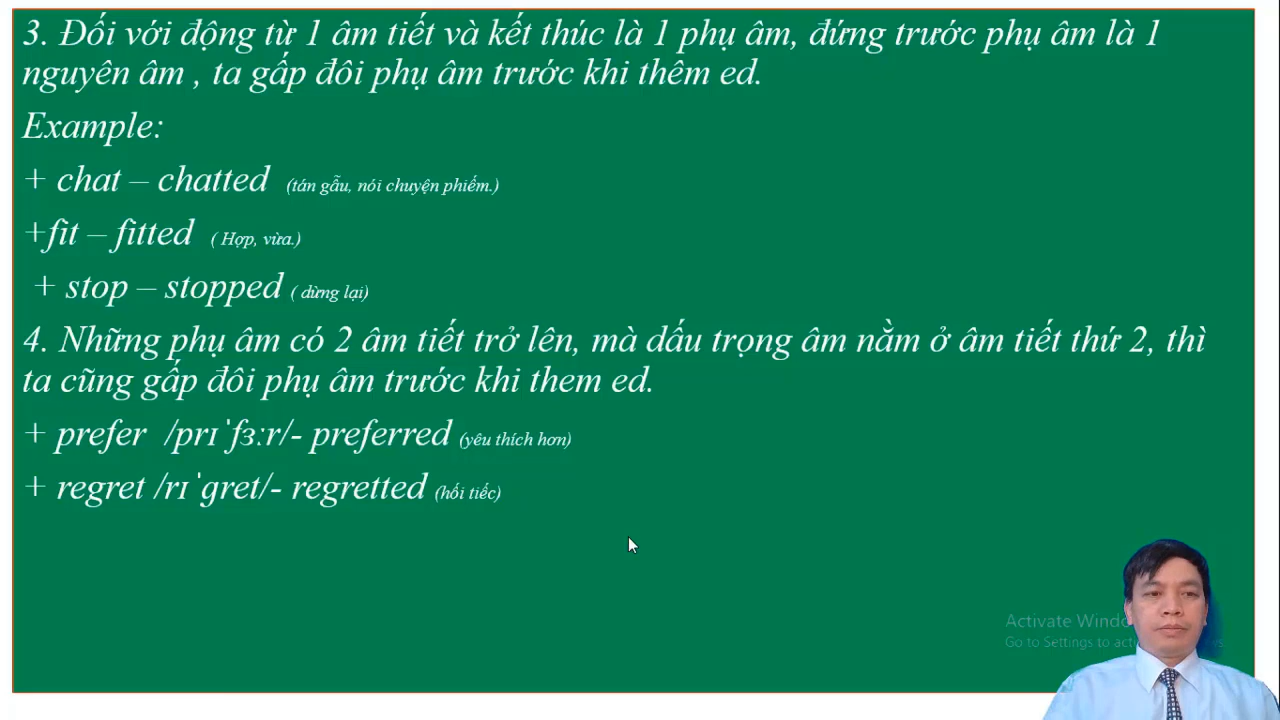 3. Đối với động từ 1 âm tiết và kết thúc là 1 phụ âm, đứng trước phụ âm là 1
nguyên âm , ta gấp đôi phụ âm trước khi thêm ed.
Example:
+ chat – chatted (tán gẫu, nói chuyện phiếm.)
+fit – fitted ( Hợp, vừa.)
+ stop – stopped ( dừng lại)
4. Những phụ âm có 2 âm tiết trở lên, mà dấu trọng âm nằm ở âm tiết thứ 2, thì
ta cũng gấp đôi phụ âm trước khi them ed.
+ prefer /prɪˈfɜːr/- preferred (yêu thích hơn)
+ regret /rɪˈɡret/- regretted (hối tiếc)
Activate
Go to Settings to